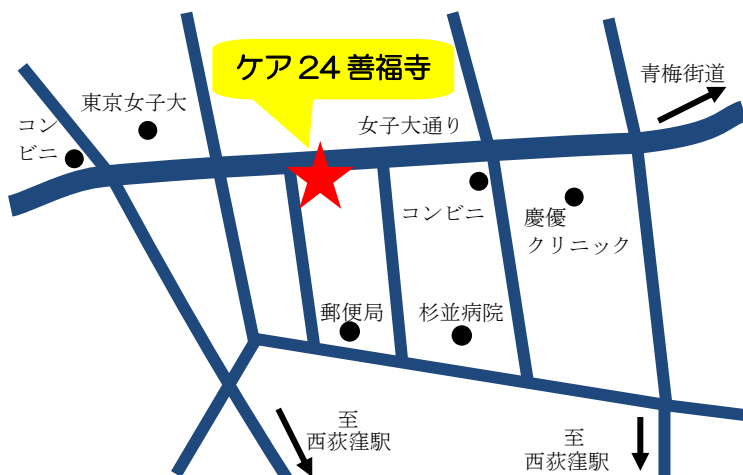 ケア24善福寺
青梅街道
東京女子大
コン
ビニ
女子大通り
コンビニ
慶優
クリニック
郵便局
杉並病院
至
西荻窪駅
至
西荻窪駅